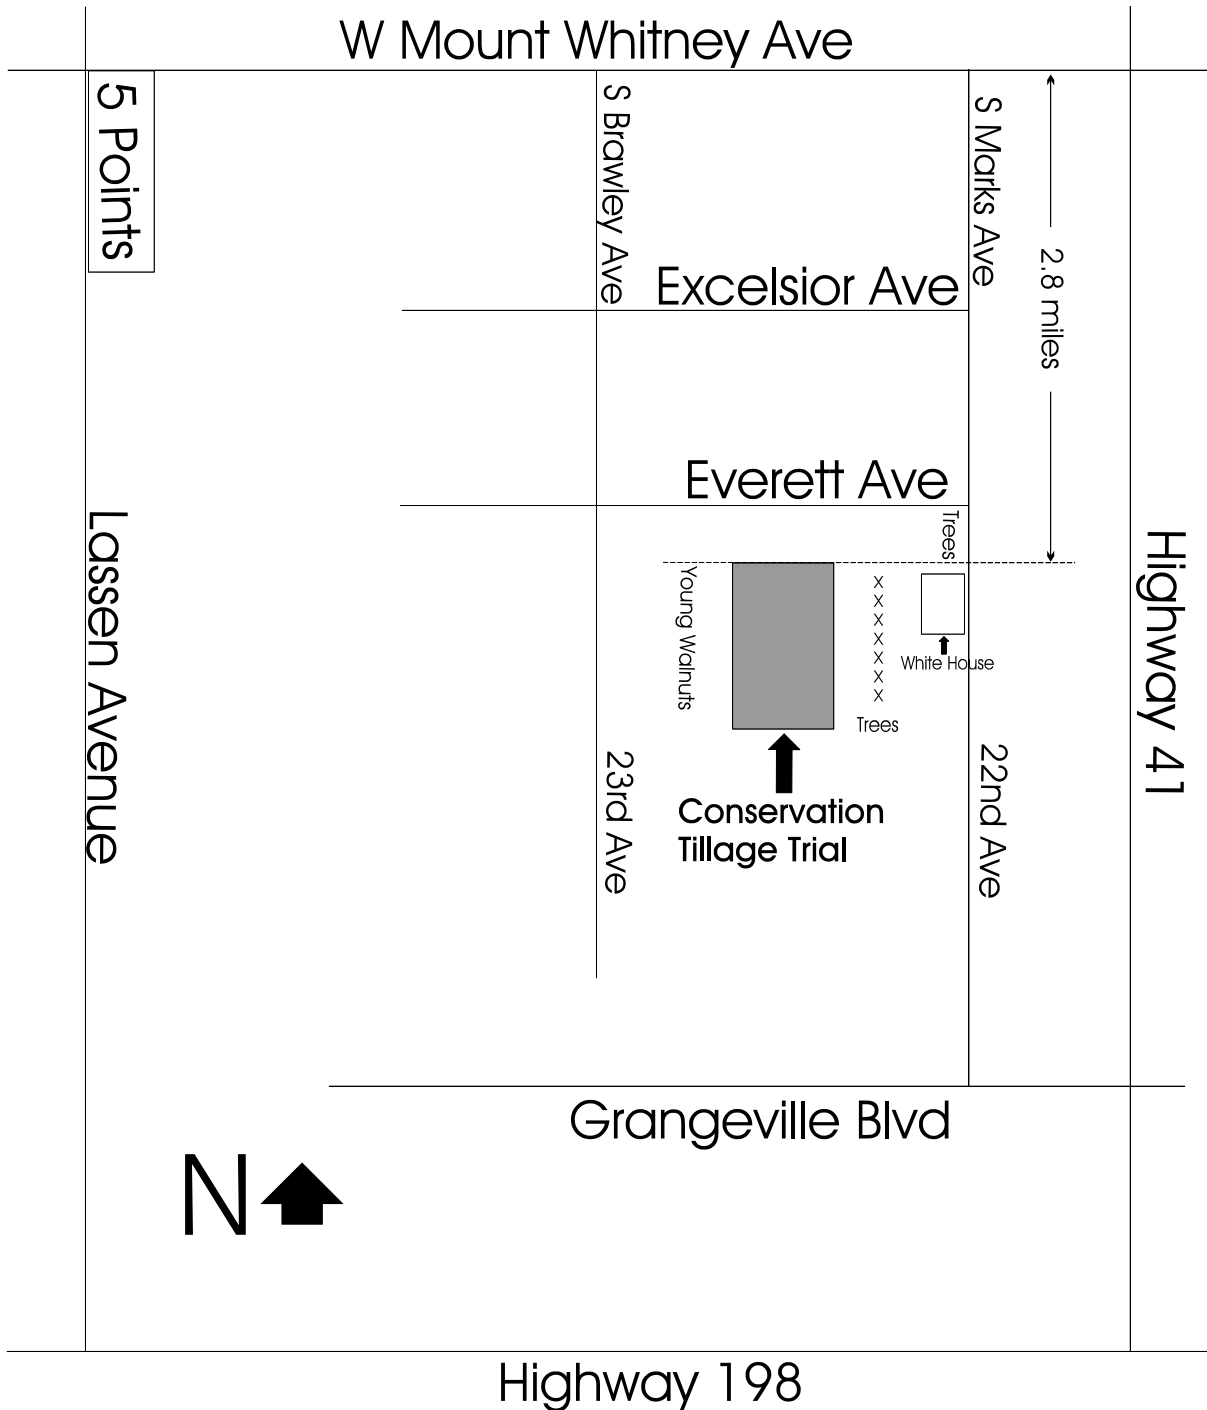 W Mount Whitney Ave
5 Points
S Brawley Ave
S Marks Ave
2.8 miles
Excelsior Ave
Everett Ave
Trees
Lassen Avenue
Highway 41
Young Walnuts
X
X
X
X
X
X
X
White House
Trees
23rd Ave
22nd Ave
Conservation
Tillage Trial
Grangeville Blvd
N
Highway 198